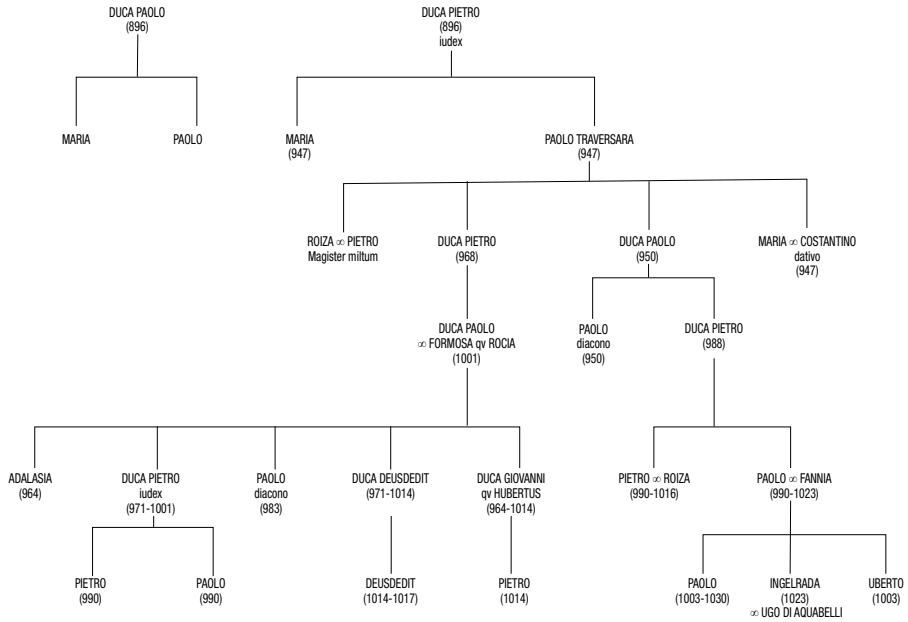 DUCA PAOLO
(896)
DUCA PIETRO
(896)
iudex
MARIA
PAOLO
MARIA
(947)
PAOLO TRAVERSARA
(947)
ROIZA ∞ PIETRO
Magister miltum
DUCA PIETRO
(968)
DUCA PAOLO
(950)
MARIA ∞ COSTANTINO
dativo
(947)
DUCA PAOLO
∞ FORMOSA qv ROCIA
(1001)
PAOLO
diacono
(950)
DUCA PIETRO
(988)
ADALASIA
(964)
DUCA PIETRO
iudex
(971-1001)
PAOLO
diacono
(983)
DUCA DEUSDEDIT
(971-1014)
DUCA GIOVANNI
qv HUBERTUS
(964-1014)
PIETRO ∞ ROIZA
(990-1016)
PAOLO ∞ FANNIA
(990-1023)
PIETRO
(990)
PAOLO
(990)
DEUSDEDIT
(1014-1017)
PIETRO
(1014)
PAOLO
(1003-1030)
INGELRADA
(1023)
∞ UGO DI AQUABELLI
UBERTO
(1003)